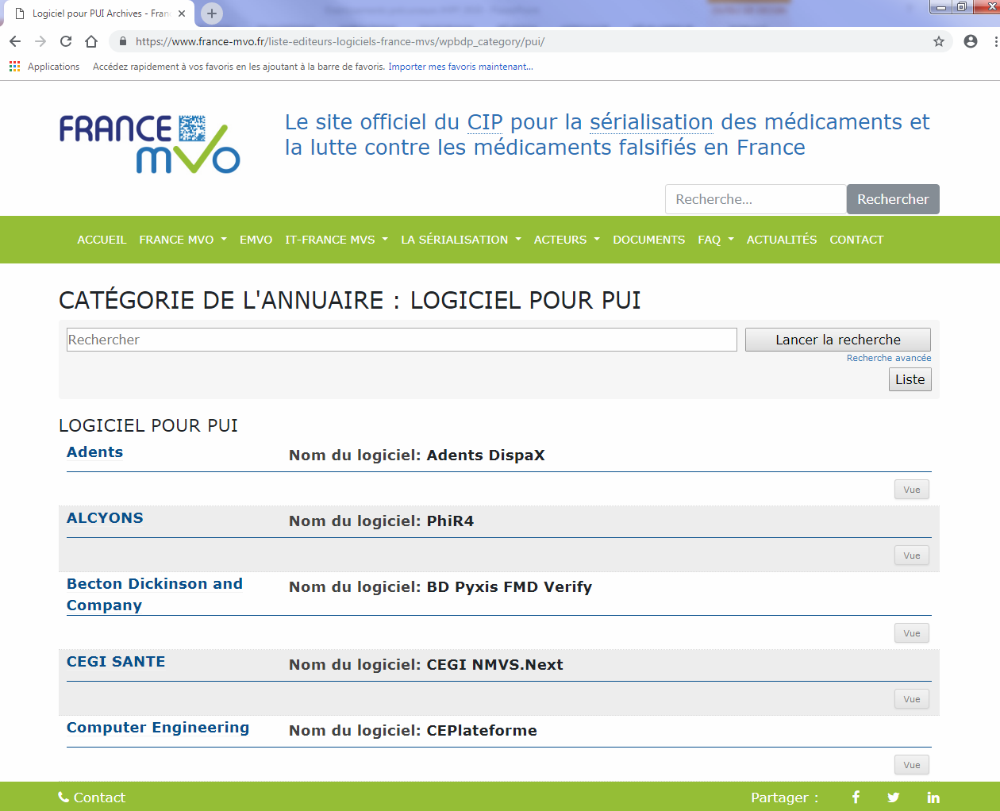 Logiciel pour PUI Archives - Fran
https://www.france-mvo.fr/liste-editeurs-logiciels-france-mvs/wpbdp_category/pui/
Applications Accédez rapidement à vos favoris en les ajoutant à la barre de favoris. Importer mes favoris maintenant...
FRANCE
mvo
Le site officiel du CIP pour la sérialisation des médicaments et
la lutte contre les médicaments falsifiés en France
Recherche... Rechercher
ACCUEIL FRANCE MVO EMVO IT-FRANCE MVS LA SÉRIALISATION ACTEURS DOCUMENTS FAQ ACTUALITÉS CONTACT
CATÉGORIE DE L'ANNUAIRE : LOGICIEL POUR PUI
Rechercher Lancer la recherche
Recherche avancée
Liste
LOGICIEL POUR PUI
Adents Nom du logiciel: Adents DispaX
Vue
ALCYONS Nom du logiciel: PhiR4
Vue
Becton Dickinson and Nom du logiciel: BD Pyxis FMD Verify
Company
Vue
CEGI SANTE Nom du logiciel: CEGI NMVS.Next
Vue
Computer Engineering Nom du logiciel: CEPlateforme
Vue
Contact Partager :